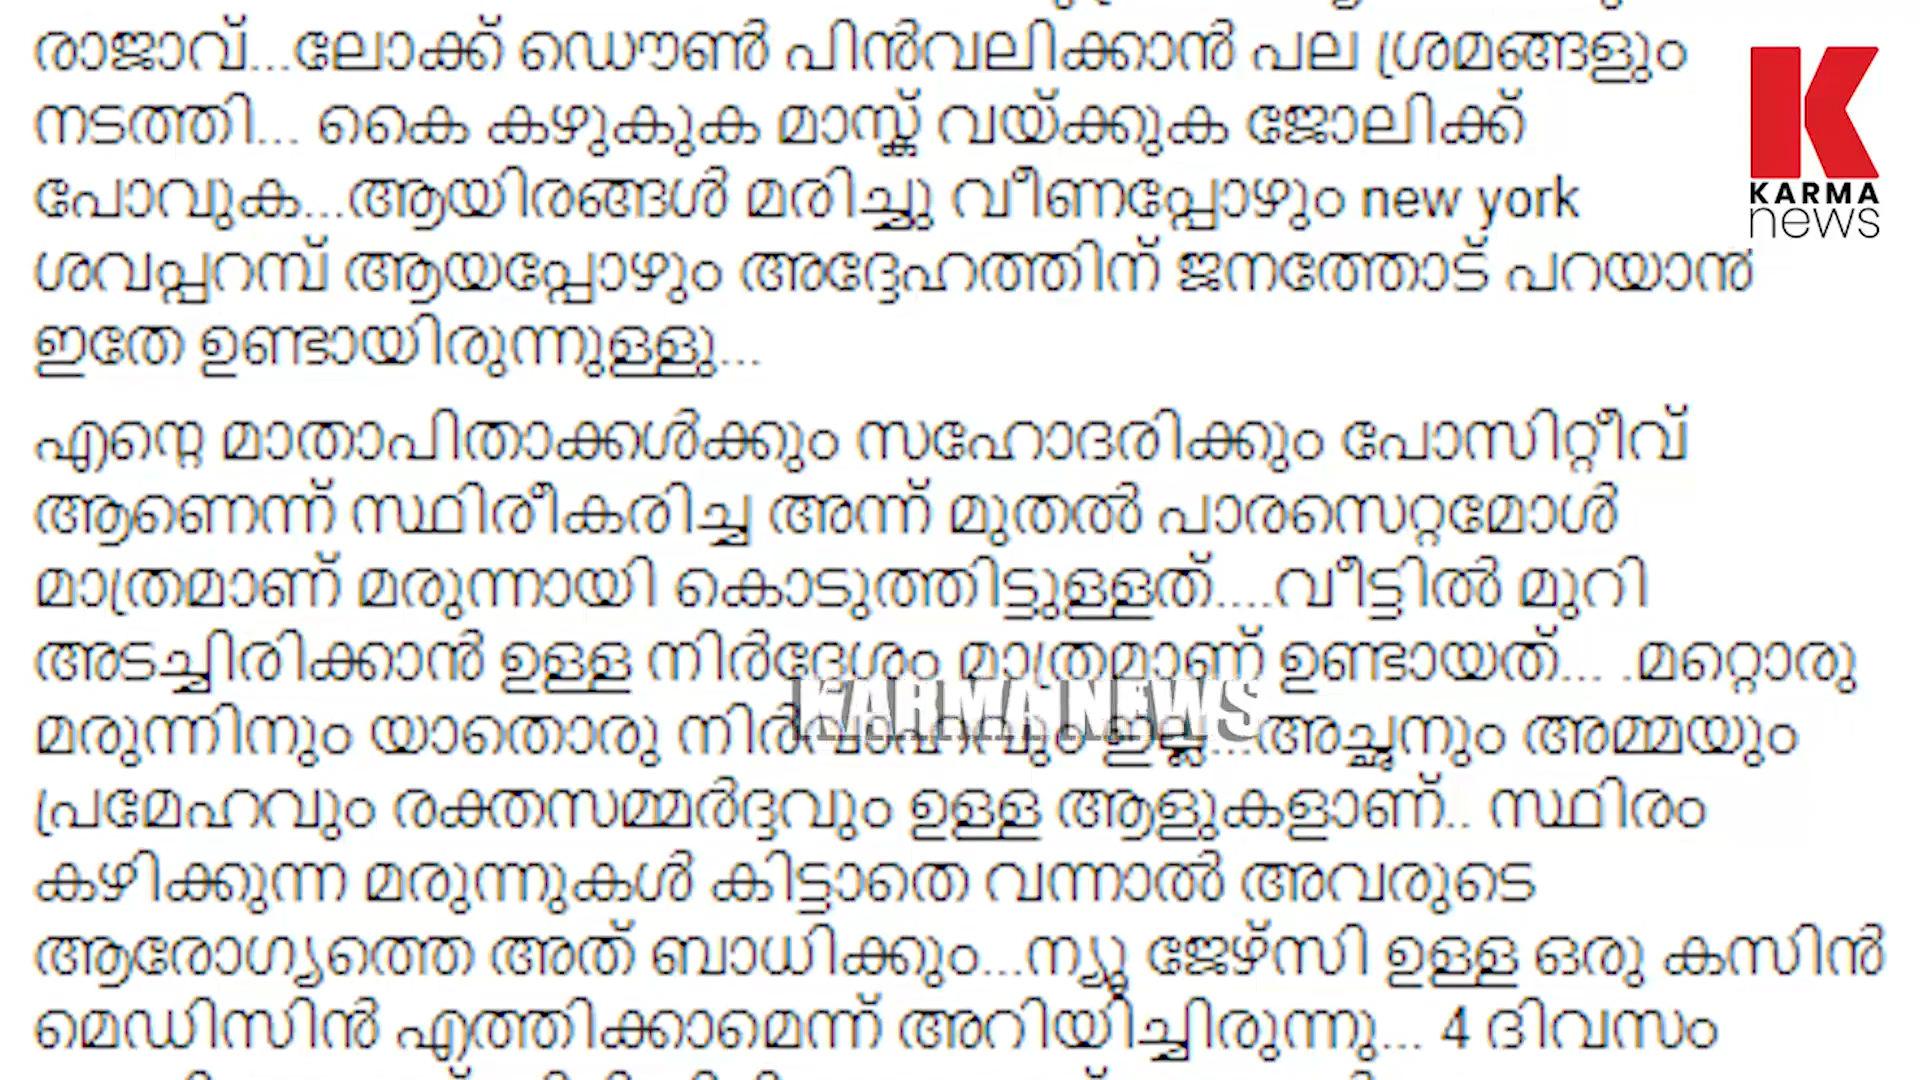 രാജാവ്...ലോക്ക് ഡൌൺ പിൻവലിക്കാൻ പല ശ്രമങ്ങളും
നടത്തി... കൈ കഴുകുക മാസ്ക് വയ്ക്കുക ജോലിക്ക്
പോവുക...ആയിരങ്ങൾ മരിച്ചു വീണപ്പോഴും new york
ശവപ്പറമ്പ് ആയപ്പോഴും അദ്ദേഹത്തിന് ജനത്തോട് പറയാൻ
ഇതേ ഉണ്ടായിരുന്നുള്ളു...
എന്റെ മാതാപിതാക്കൾക്കും സഹോദരിക്കും പോസിറ്റീവ്
ആണെന്ന് സ്ഥിരീകരിച്ച അന്ന് മുതൽ പാരസെറ്റമോൾ
മാത്രമാണ് മരുന്നായി കൊടുത്തിട്ടുള്ളത്....വീട്ടിൽ മുറി
അടച്ചിരിക്കാൻ ഉള്ള നിർദേശം മാത്രമാണ് ഉണ്ടായത്... .മറ്റൊരു
മരുന്നിനും യാതൊരു നിർവാഹവും ഇല്ല...അച്ഛനും അമ്മയും
പ്രമേഹവും രക്തസമ്മർദ്ദവും ഉള്ള ആളുകളാണ്.. സ്ഥിരം
കഴിക്കുന്ന മരുന്നുകൾ കിട്ടാതെ വന്നാൽ അവരുടെ
ആരോഗ്യത്തെ അത് ബാധിക്കും...ന്യൂ ജേഴ്സി ഉള്ള ഒരു കസിൻ
മെഡിസിൻ എത്തിക്കാമെന്ന് അറിയിച്ചിരുന്നു... 4 ദിവസം
KARMA
news
KARMA NEWS